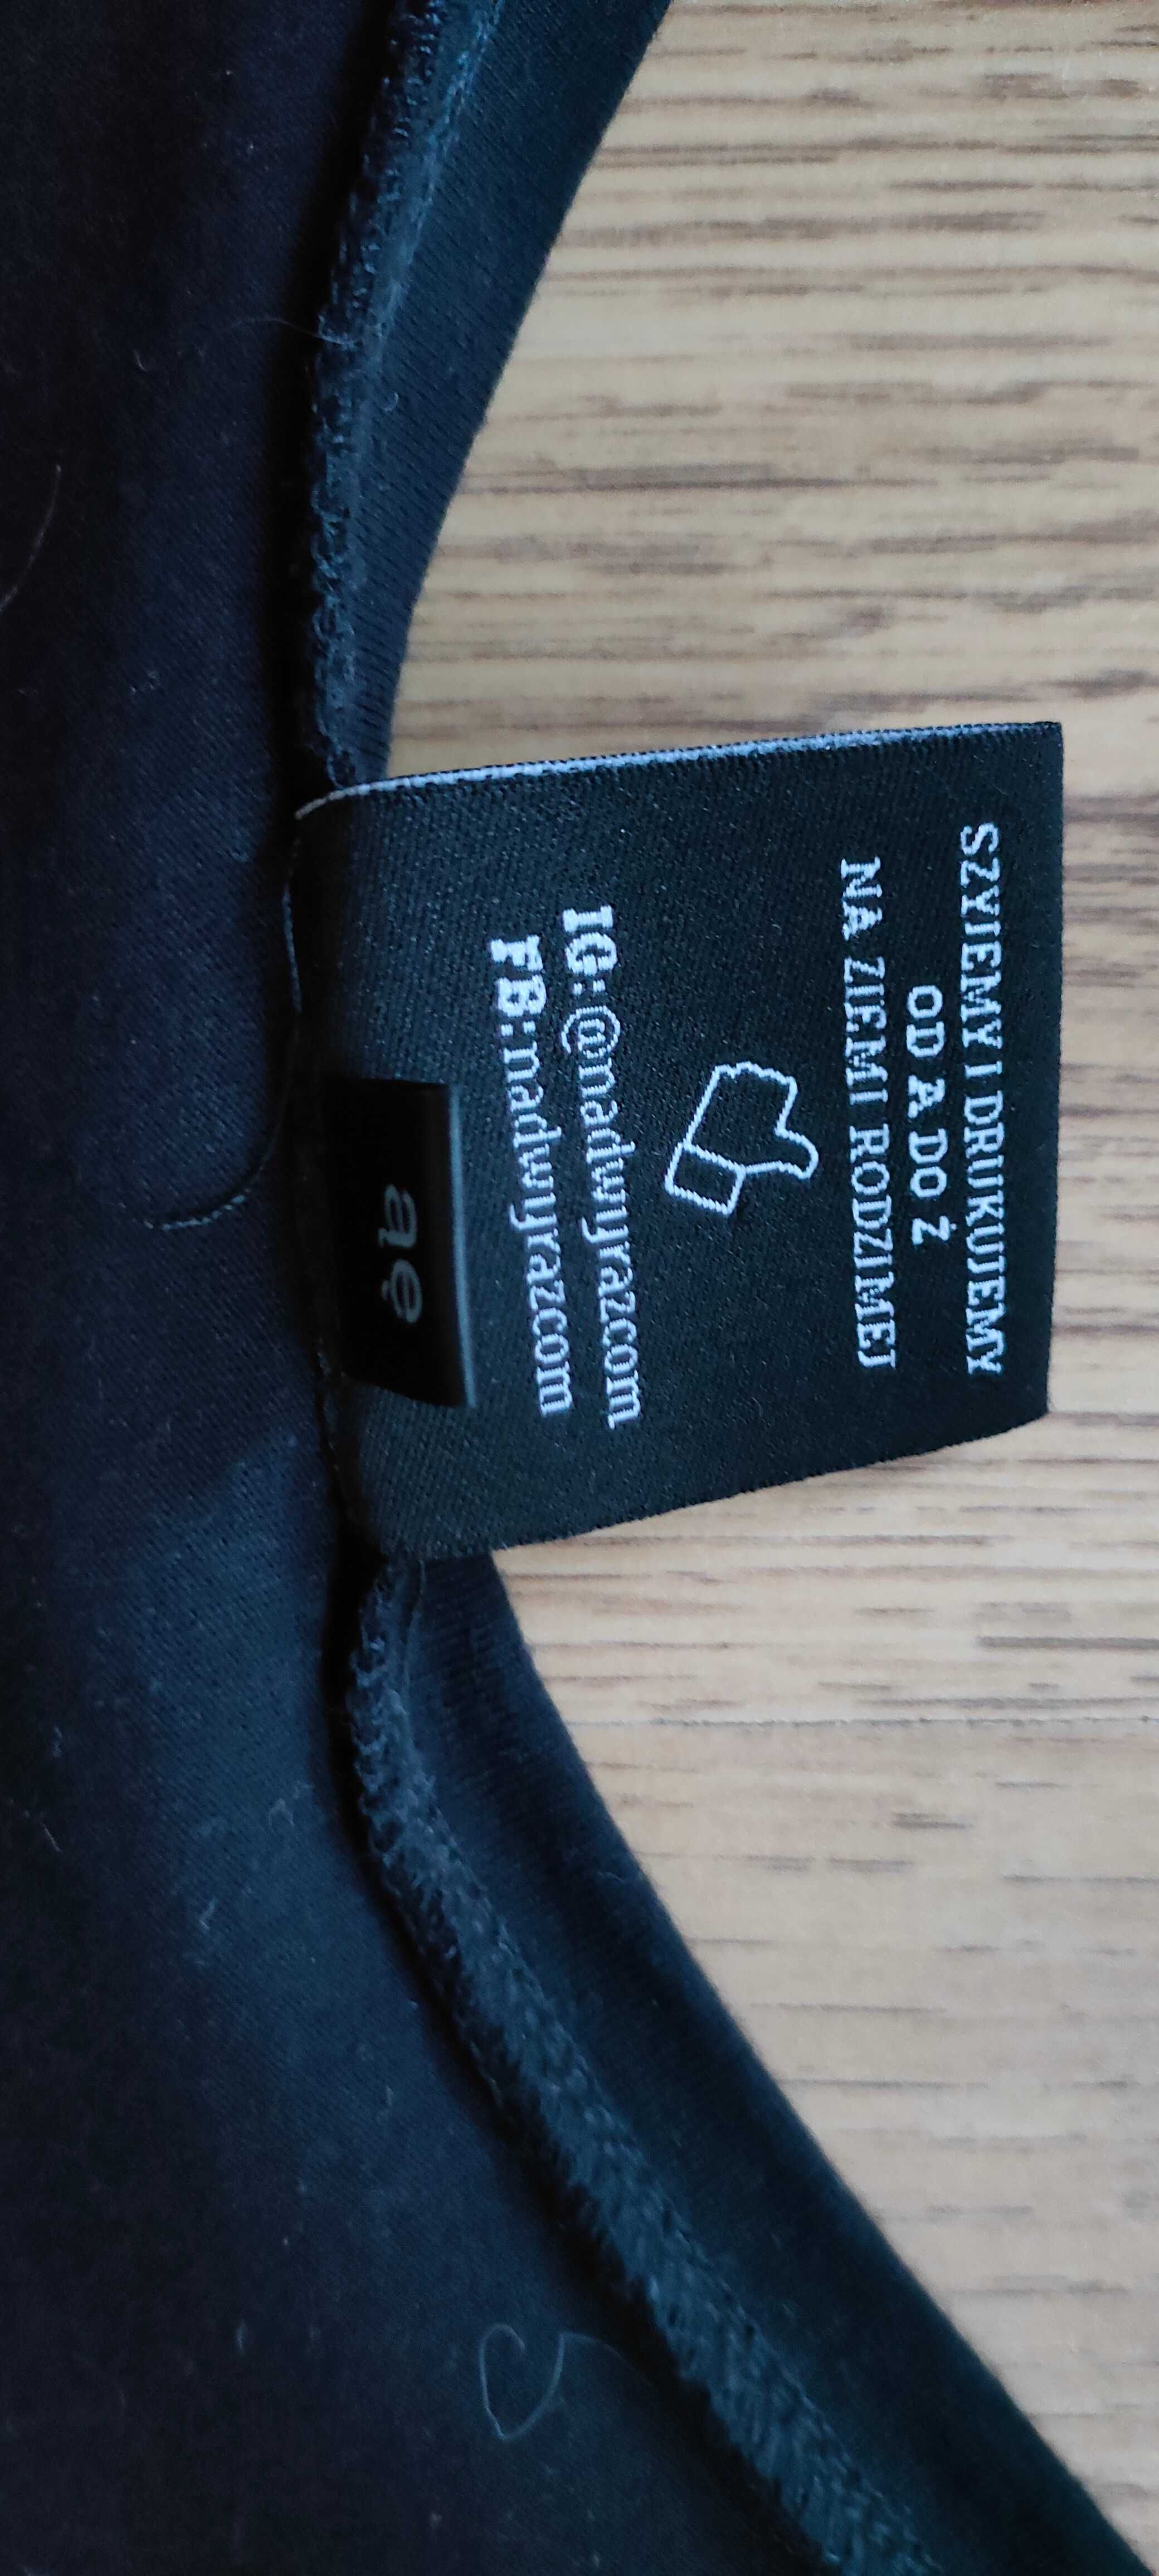 SZYJEMY I DRUKUJEMY
OD A DO Ż
NA ZIEMI RODZIMEJ
IG:@nadwyrazcom
FB:nadwyrazcom
ąę